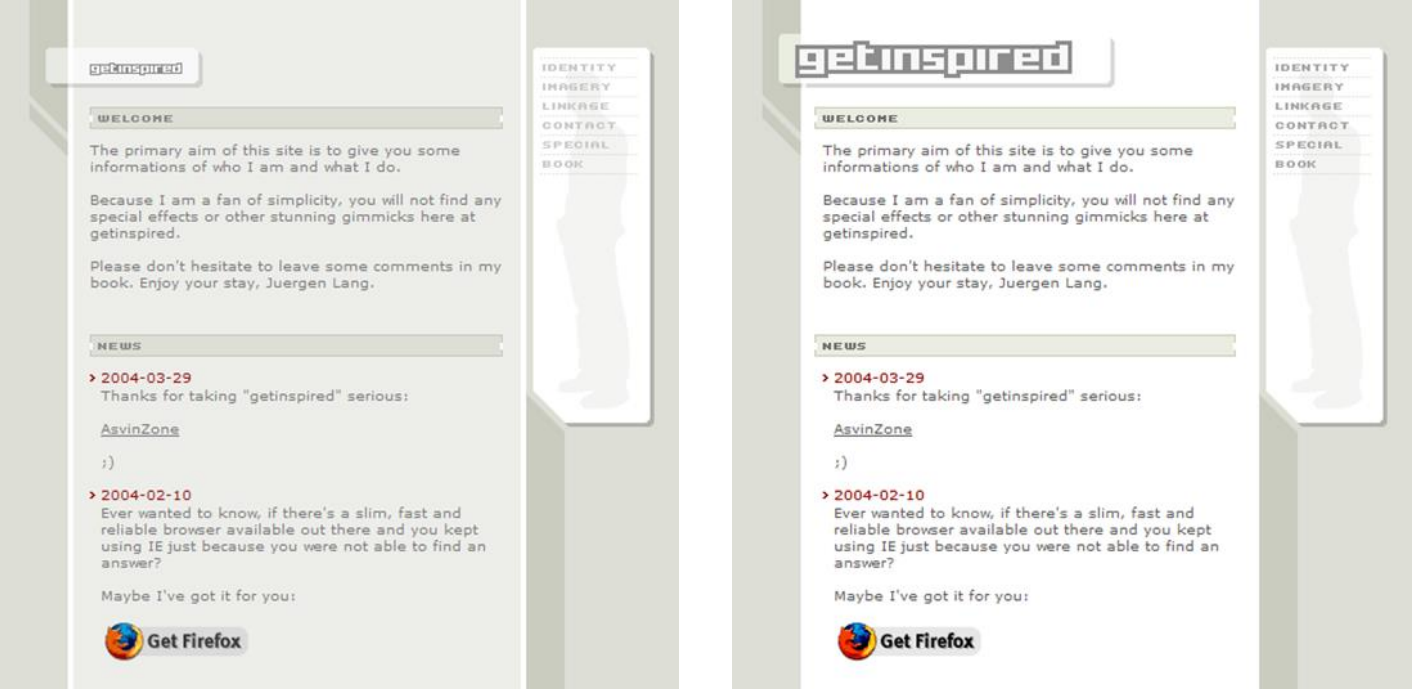 getinspired
IDENTITY
IMAGERY
LINKAGE
CONTACT
SPECIAL
BOOK
WELCOME
The primary aim of this site is to give you some
informations of who I am and what I do.
Because I am a fan of simplicity, you will not find any
special effects or other stunning gimmicks here at
getinspired.
Please don't hesitate to leave some comments in my
book. Enjoy your stay, Juergen Lang.
NEWS
> 2004-03-29
Thanks for taking "getinspired" serious:
AsvinZone
;)
> 2004-02-10
Ever wanted to know, if there's a slim, fast and
reliable browser available out there and you kept
using IE just because you were not able to find an
answer?
Maybe I've got it for you:
Get Firefox
getinspired
IDENTITY
IMAGERY
LINKAGE
CONTACT
SPECIAL
BOOK
WELCOME
The primary aim of this site is to give you some
informations of who I am and what I do.
Because I am a fan of simplicity, you will not find any
special effects or other stunning gimmicks here at
getinspired.
Please don't hesitate to leave some comments in my
book. Enjoy your stay, Juergen Lang.
NEWS
> 2004-03-29
Thanks for taking "getinspired" serious:
AsvinZone
;)
> 2004-02-10
Ever wanted to know, if there's a slim, fast and
reliable browser available out there and you kept
using IE just because you were not able to find an
answer?
Maybe I've got it for you:
Get Firefox